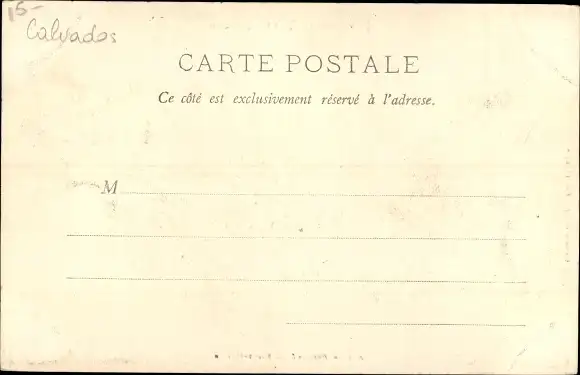 15-
Calvados
CARTE POSTALE
Ce côté est exclusivement réservé à l'adresse.
M